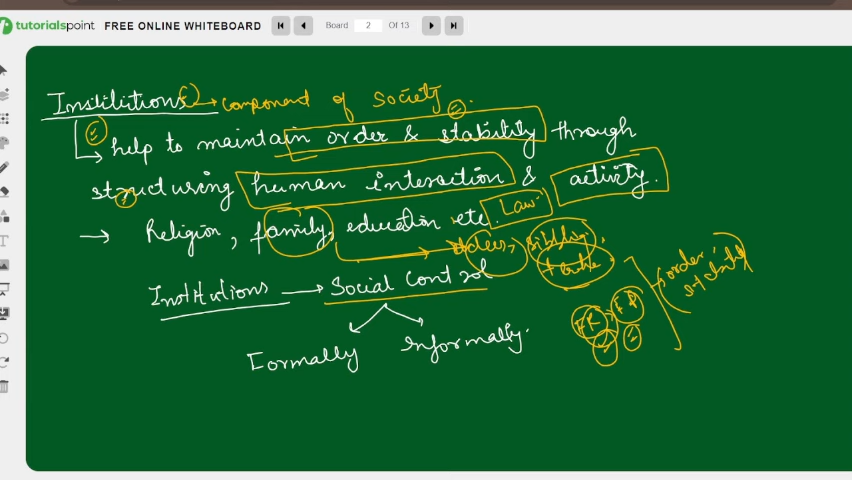 tutorialspoint FREE ONLINE WHITEBOARD Board 2 Of 13
Institutions → component of society
→ help to maintain order & stability through
structuring human interaction & activity.
→ Religion, family, education etc. Law
Institutions → Social control
order
Formally informally.